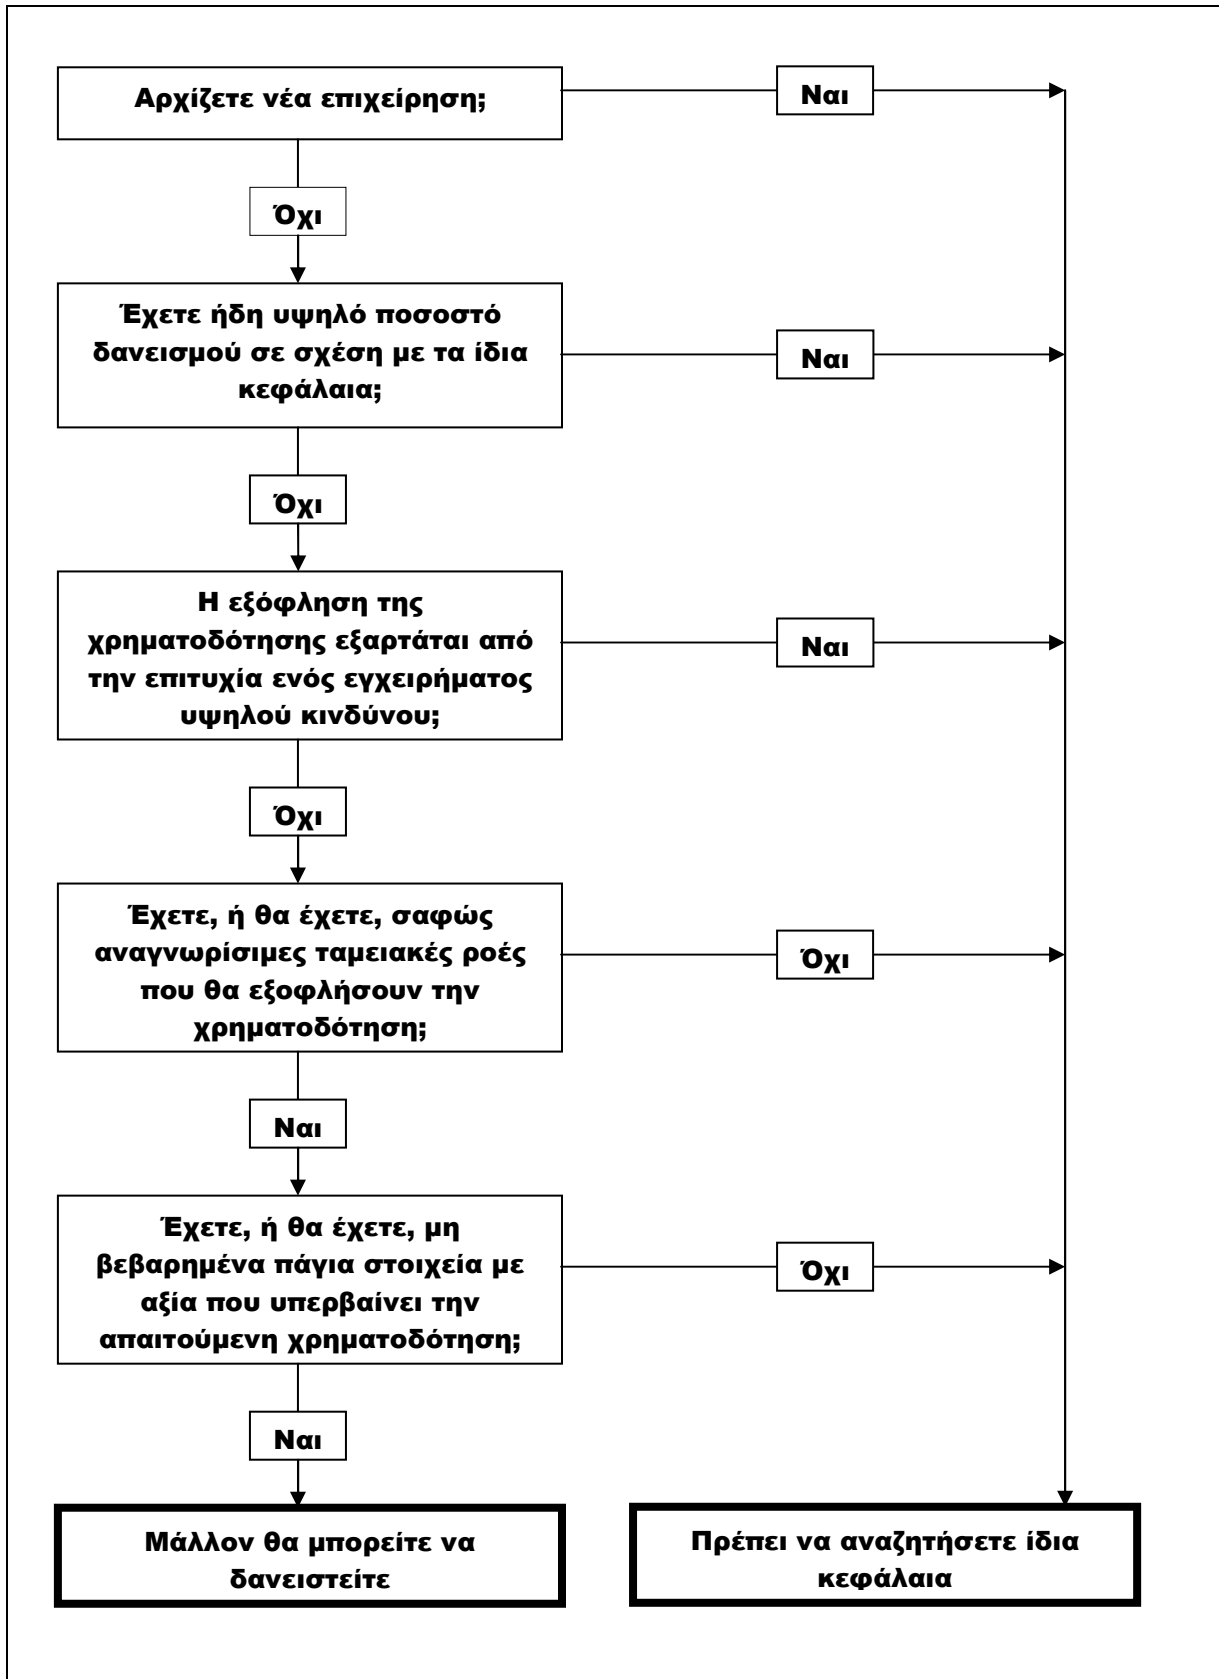 Αρχίζετε νέα επιχείρηση;
Ναι
Όχι
Έχετε ήδη υψηλό ποσοστό
δανεισμού σε σχέση με τα ίδια
κεφάλαια;
Ναι
Όχι
Η εξόφληση της
χρηματοδότησης εξαρτάται από
την επιτυχία ενός εγχειρήματος
υψηλού κινδύνου;
Ναι
Όχι
Έχετε, ή θα έχετε, σαφώς
αναγνωρίσιμες ταμειακές ροές
που θα εξοφλήσουν την
χρηματοδότηση;
Όχι
Ναι
Έχετε, ή θα έχετε, μη
βεβαρημένα πάγια στοιχεία με
αξία που υπερβαίνει την
απαιτούμενη χρηματοδότηση;
Όχι
Ναι
Μάλλον θα μπορείτε να
δανειστείτε
Πρέπει να αναζητήσετε ίδια
κεφάλαια